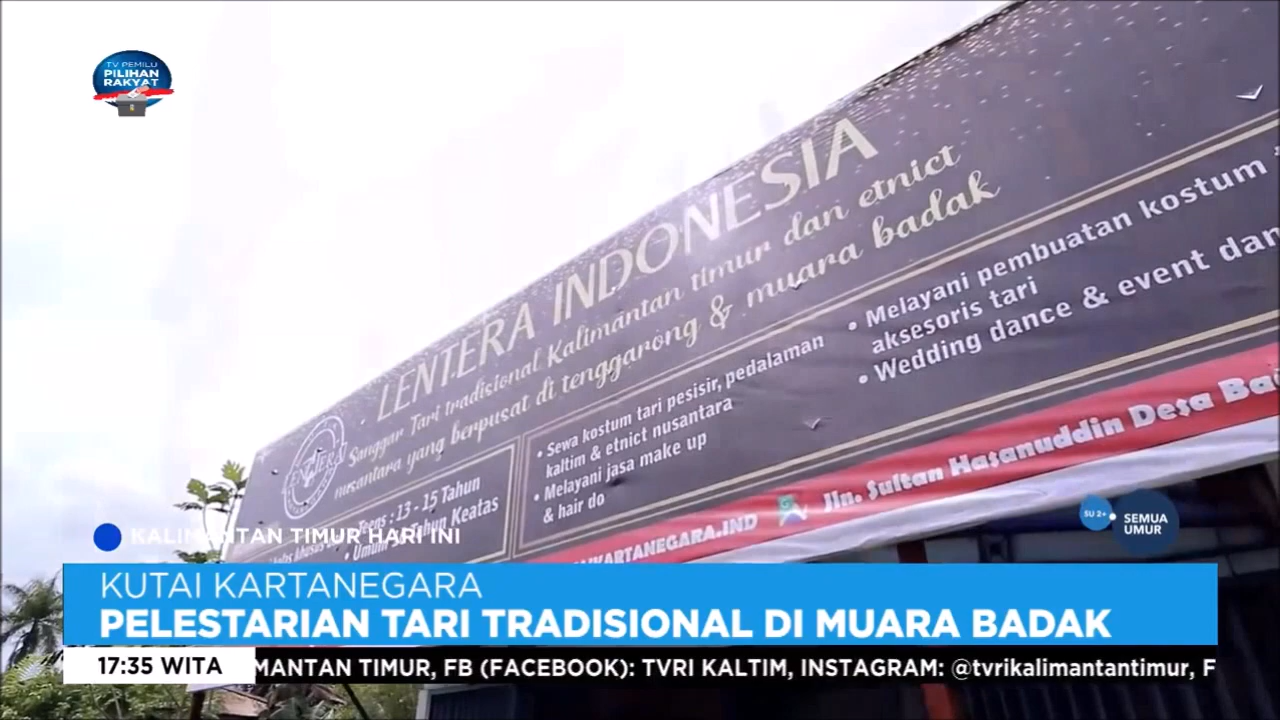 TV PEMILU
PILIHAN
RAKYAT
LENTERA INDONESIA
Sanggar Tari tradisional Kalimantan timur dan etnict
nusantara yang berpusat di tenggarong & muara badak
Teens : 13 - 15 Tahun
• Umum Tahun Keatas
• Sewa kostum tari pesisir, pedalaman
kaltim & etnict nusantara
• Melayani jasa make up
& hair do
• Melayani pembuatan kostum
aksesoris tari
• Wedding dance & event dan
KARTANEGARA.IND
Jln. Sultan Hasanuddin Desa
SU 2+
SEMUA
UMUR
KALIMANTAN TIMUR HARI INI
KUTAI KARTANEGARA
PELESTARIAN TARI TRADISIONAL DI MUARA BADAK
17:35 WITA
MANTAN TIMUR, FB (FACEBOOK): TVRI KALTIM, INSTAGRAM: @tvrikalimantantimur, F